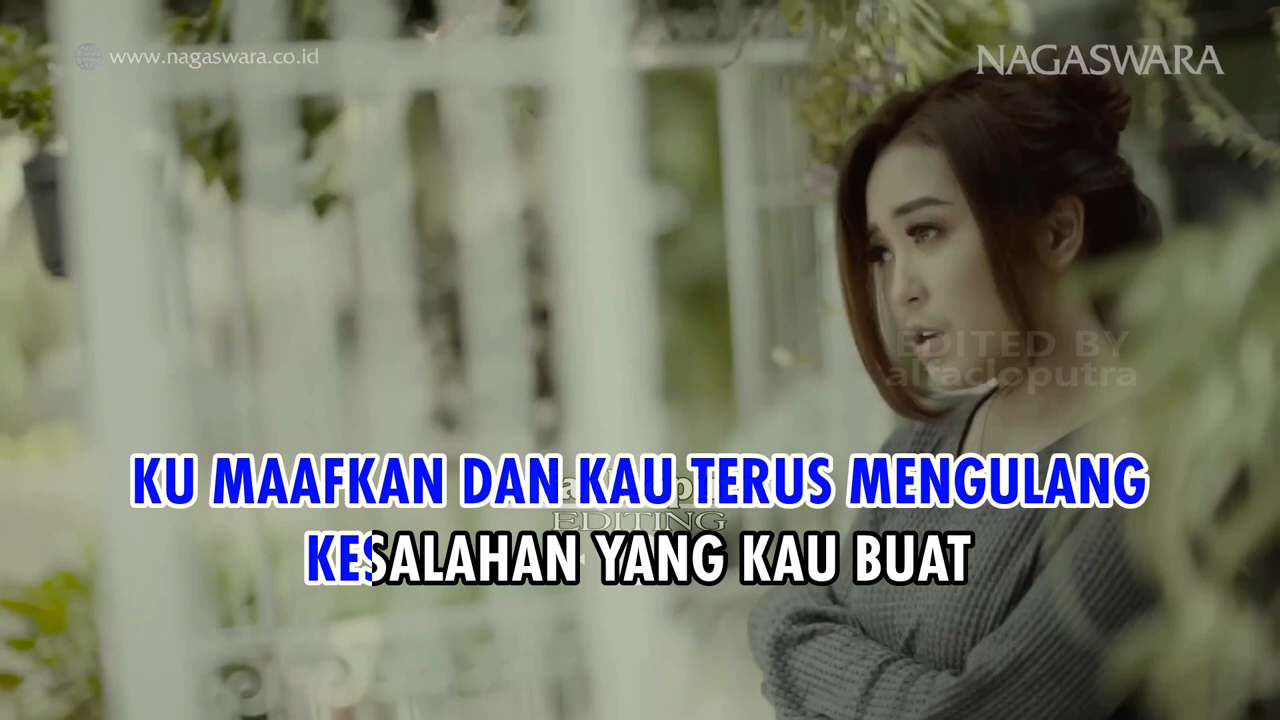 www.nagaswara.co.id
NAGASWARA
EDITED BY
KU MAAFKAN DAN KAU TERUS MENGULANG
EDITING
KESALAHAN YANG KAU BUAT